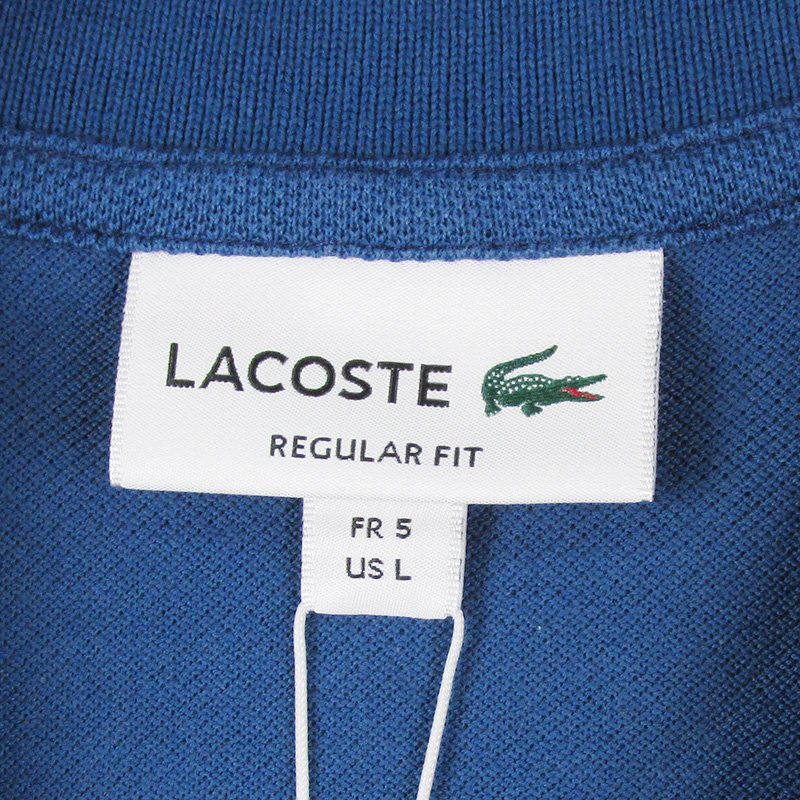 LACOSTE
REGULAR FIT
FR 5
US L